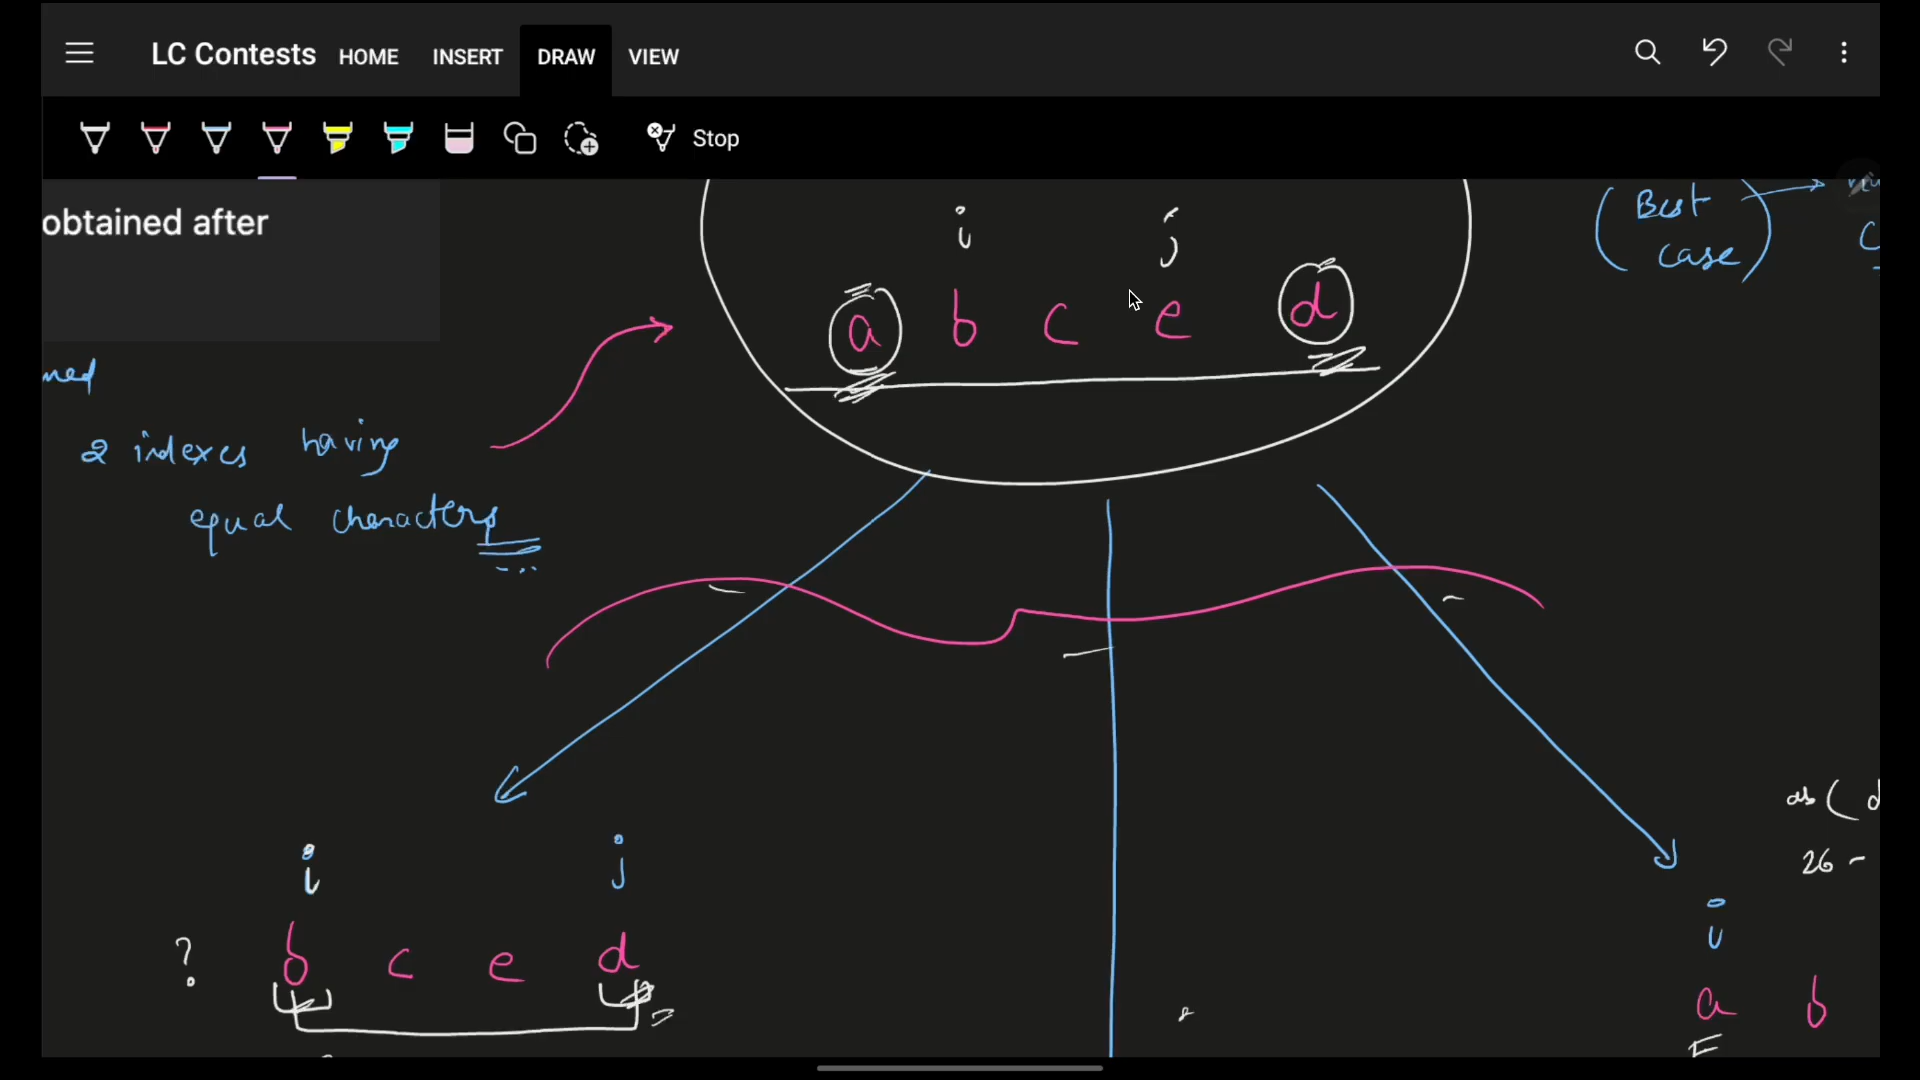 LC Contests HOME INSERT DRAW VIEW
Stop
obtained after
i j
a b c e d
(Best
case)
2 indexes having
equal characters
i j
? b c e d
26 -
i
a b